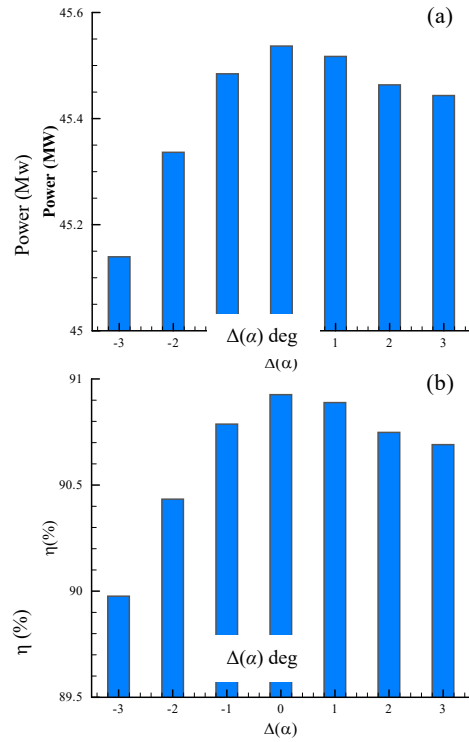 (a)
45.6
45.4
45.2
45
Power (Mw)
Power (MW)
-3 -2 1 2 3
Δ(α) deg
Δ(α)
(b)
91
90.5
90
89.5
η (%)
η(%)
Δ(α) deg
-3 -2 -1 0 1 2 3
Δ(α)